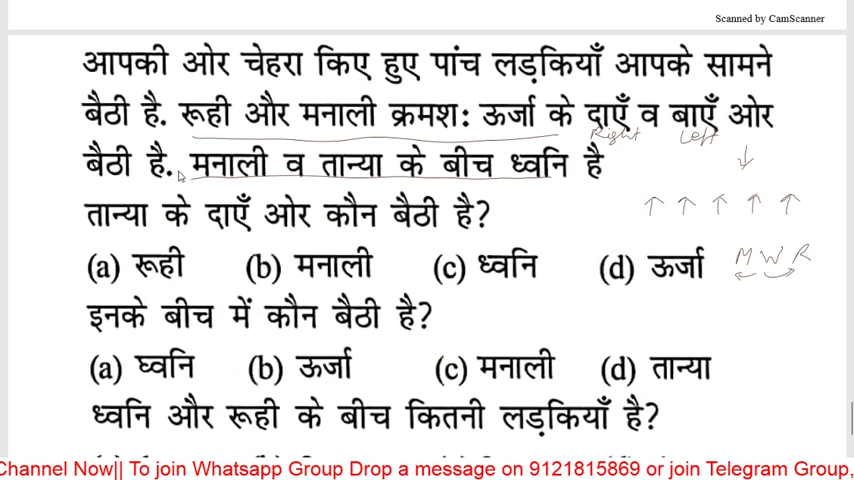 Scanned by CamScanner
आपकी ओर चेहरा किए हुए पांच लड़कियाँ आपके सामने
बैठी है. रूही और मनाली क्रमश: ऊर्जा के दाएँ व बाएँ ओर
Right Left
बैठी है. मनाली व तान्या के बीच ध्वनि है
तान्या के दाएँ ओर कौन बैठी है?
(a) रूही (b) मनाली (c) ध्वनि (d) ऊर्जा M W R
इनके बीच में कौन बैठी है?
(a) घ्वनि (b) ऊर्जा (c) मनाली (d) तान्या
ध्वनि और रूही के बीच कितनी लड़कियाँ है?
Channel Now|| To join Whatsapp Group Drop a message on 9121815869 or join Telegram Group,